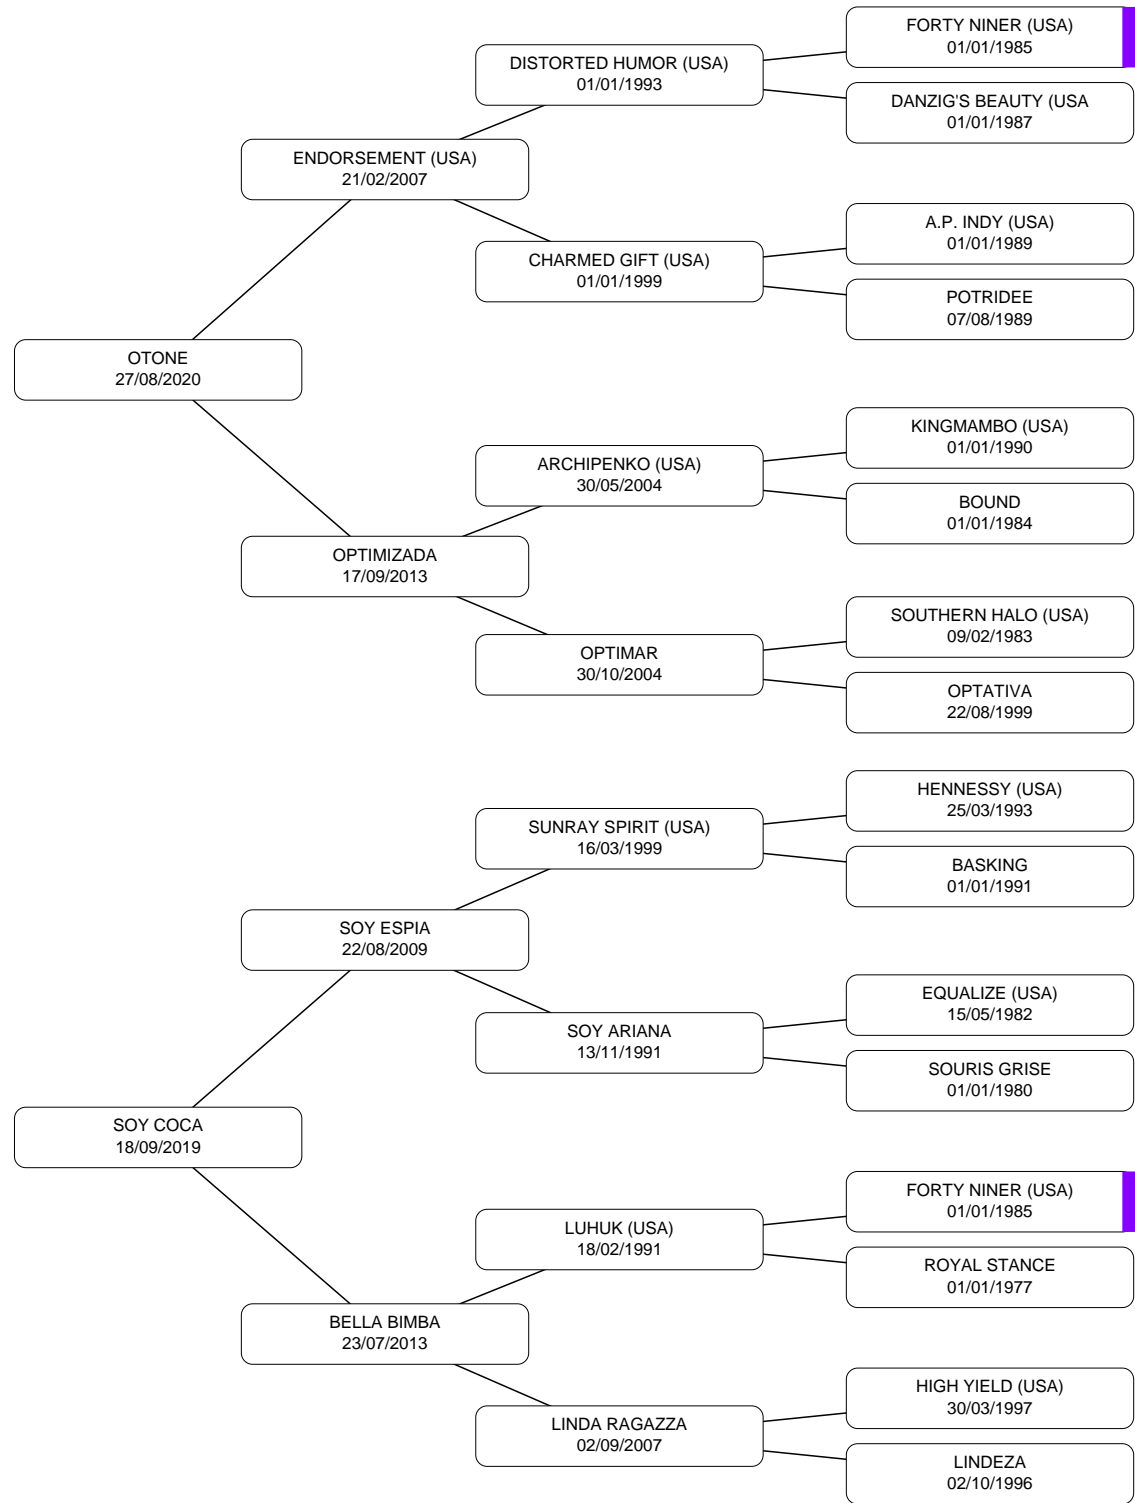 FORTY NINER (USA)
01/01/1985
DISTORTED HUMOR (USA)
01/01/1993
DANZIG'S BEAUTY (USA
01/01/1987
ENDORSEMENT (USA)
21/02/2007
A.P. INDY (USA)
01/01/1989
CHARMED GIFT (USA)
01/01/1999
POTRIDEE
07/08/1989
OTONE
27/08/2020
KINGMAMBO (USA)
01/01/1990
ARCHIPENKO (USA)
30/05/2004
BOUND
01/01/1984
OPTIMIZADA
17/09/2013
SOUTHERN HALO (USA)
09/02/1983
OPTIMAR
30/10/2004
OPTATIVA
22/08/1999
HENNESSY (USA)
25/03/1993
SUNRAY SPIRIT (USA)
16/03/1999
BASKING
01/01/1991
SOY ESPIA
22/08/2009
EQUALIZE (USA)
15/05/1982
SOY ARIANA
13/11/1991
SOURIS GRISE
01/01/1980
SOY COCA
18/09/2019
FORTY NINER (USA)
01/01/1985
LUHUK (USA)
18/02/1991
ROYAL STANCE
01/01/1977
BELLA BIMBA
23/07/2013
HIGH YIELD (USA)
30/03/1997
LINDA RAGAZZA
02/09/2007
LINDEZA
02/10/1996